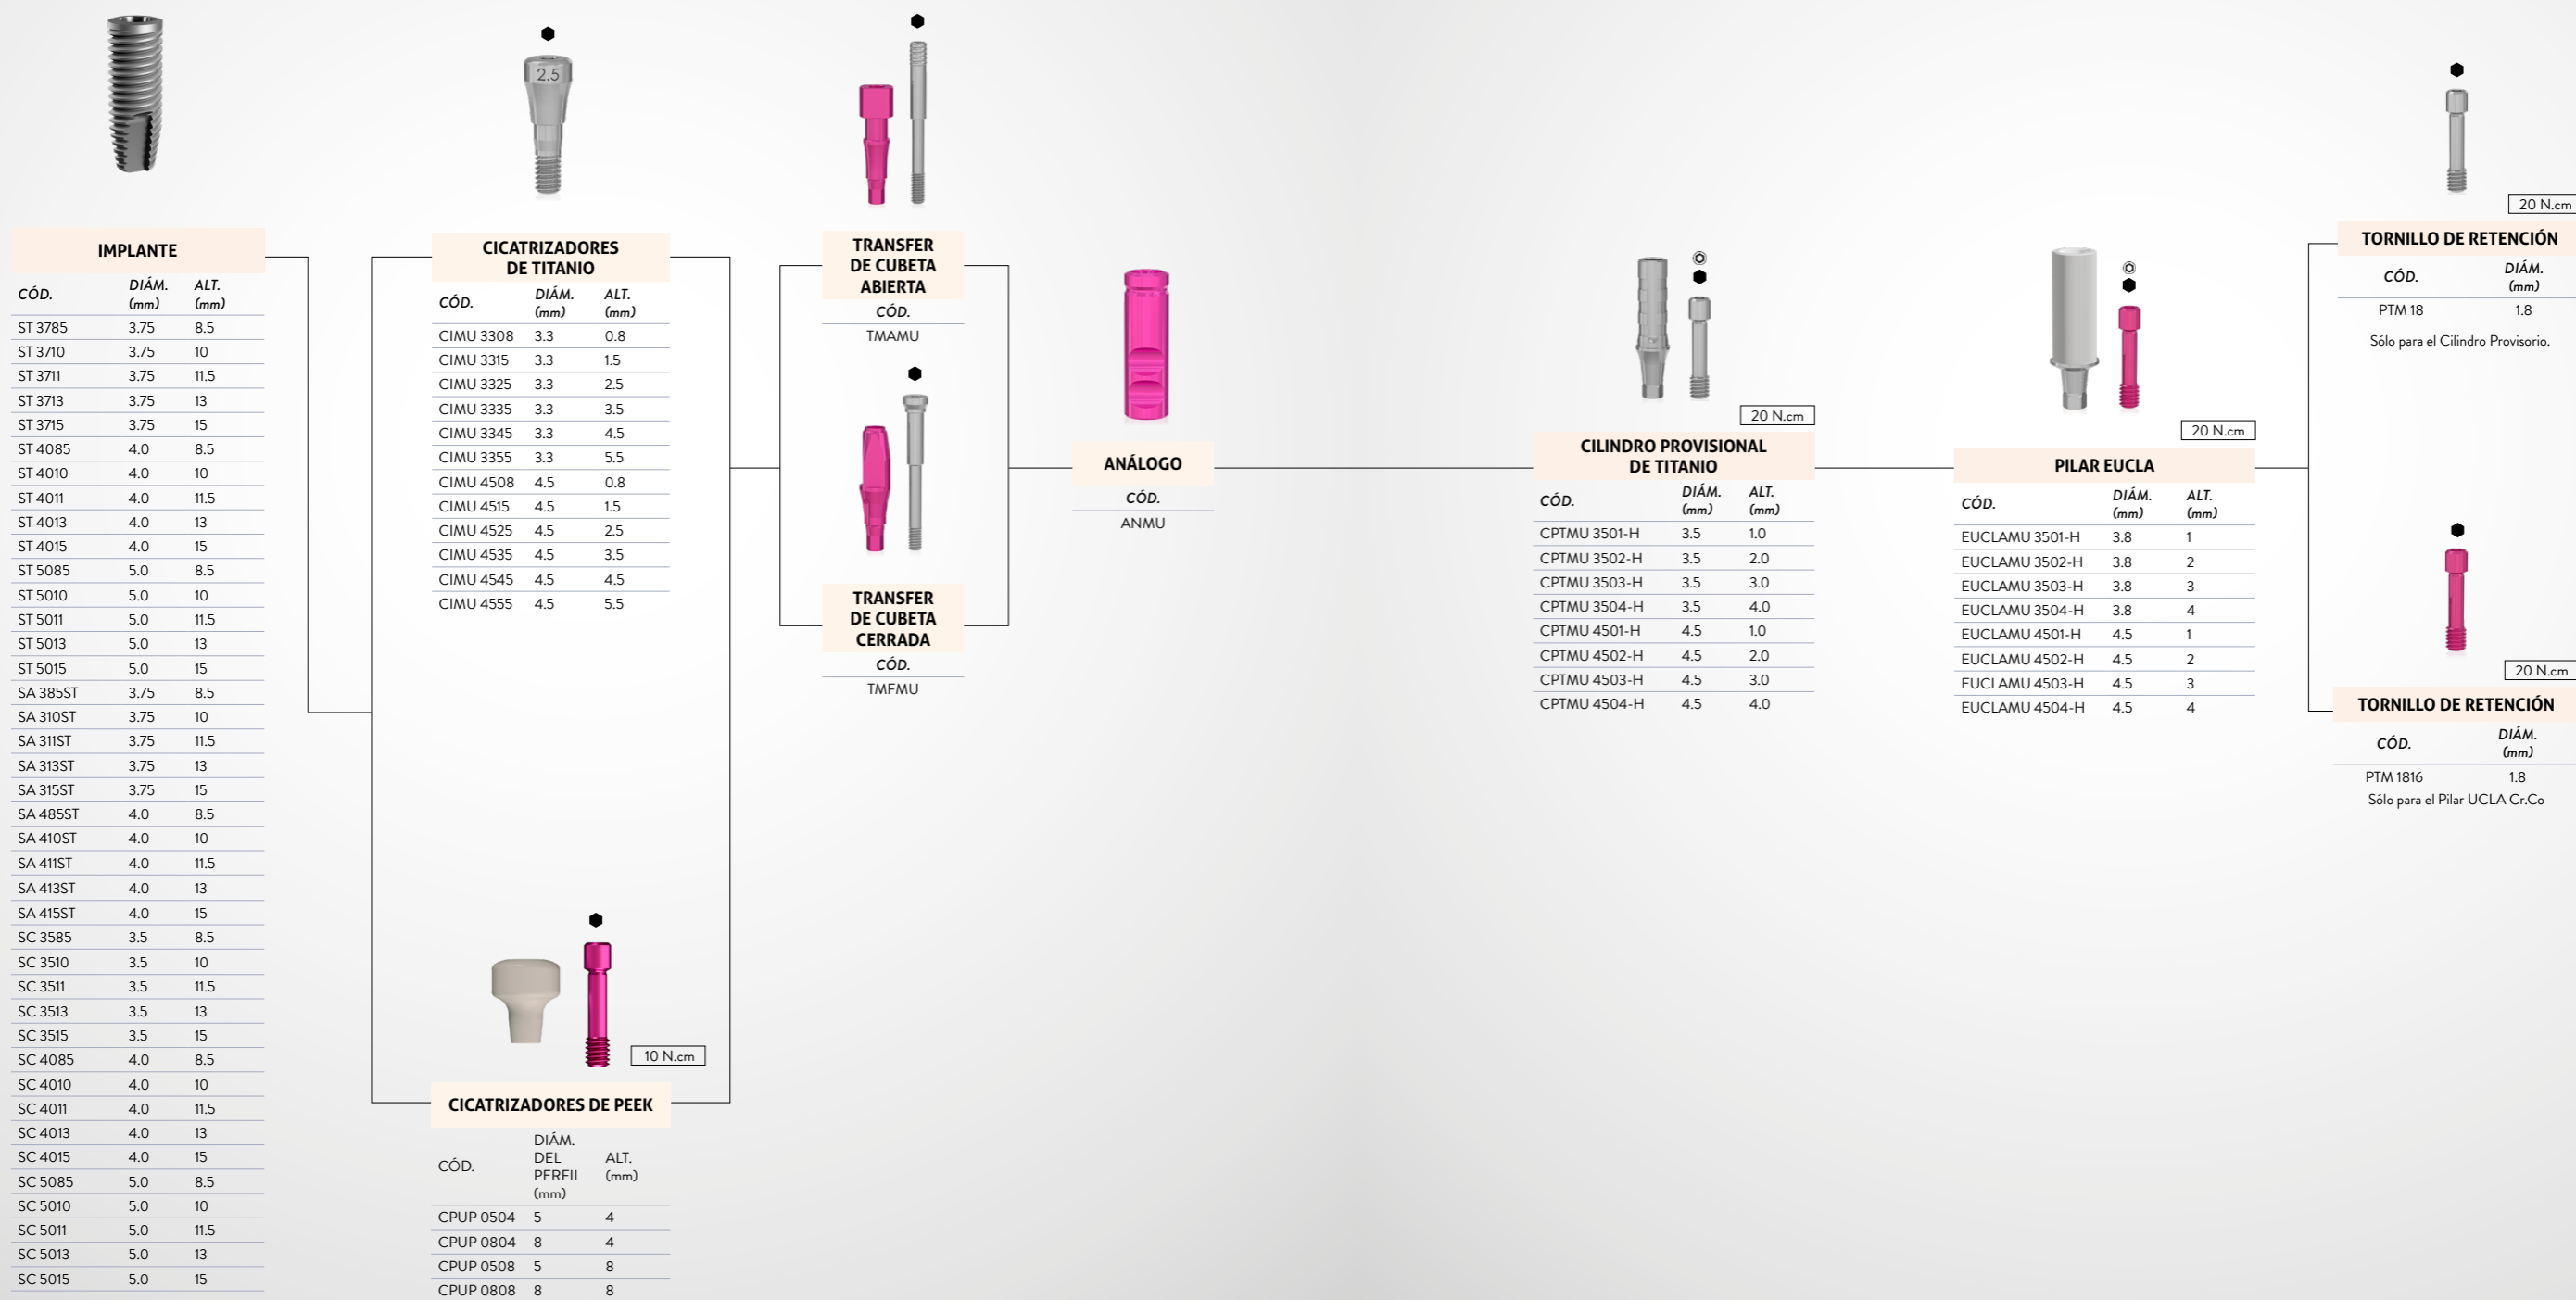 IMPLANTE
CÓD. DIÁM. (mm) ALT. (mm)
ST 3785 3.75 8.5
ST 3710 3.75 10
ST 3711 3.75 11.5
ST 3713 3.75 13
ST 3715 3.75 15
ST 4085 4.0 8.5
ST 4010 4.0 10
ST 4011 4.0 11.5
ST 4013 4.0 13
ST 4015 4.0 15
ST 5085 5.0 8.5
ST 5010 5.0 10
ST 5011 5.0 11.5
ST 5013 5.0 13
ST 5015 5.0 15
SA 385ST 3.75 8.5
SA 310ST 3.75 10
SA 311ST 3.75 11.5
SA 313ST 3.75 13
SA 315ST 3.75 15
SA 485ST 4.0 8.5
SA 410ST 4.0 10
SA 411ST 4.0 11.5
SA 413ST 4.0 13
SA 415ST 4.0 15
SC 3585 3.5 8.5
SC 3510 3.5 10
SC 3511 3.5 11.5
SC 3513 3.5 13
SC 3515 3.5 15
SC 4085 4.0 8.5
SC 4010 4.0 10
SC 4011 4.0 11.5
SC 4013 4.0 13
SC 4015 4.0 15
SC 5085 5.0 8.5
SC 5010 5.0 10
SC 5011 5.0 11.5
SC 5013 5.0 13
SC 5015 5.0 15
2.5
CICATRIZADORES
DE TITANIO
CÓD. DIÁM. (mm) ALT. (mm)
CIMU 3308 3.3 0.8
CIMU 3315 3.3 1.5
CIMU 3325 3.3 2.5
CIMU 3335 3.3 3.5
CIMU 3345 3.3 4.5
CIMU 3355 3.3 5.5
CIMU 4508 4.5 0.8
CIMU 4515 4.5 1.5
CIMU 4525 4.5 2.5
CIMU 4535 4.5 3.5
CIMU 4545 4.5 4.5
CIMU 4555 4.5 5.5
10 N.cm
CICATRIZADORES DE PEEK
CÓD. DIÁM. DEL PERFIL (mm) ALT. (mm)
CPUP 0504 5 4
CPUP 0804 8 4
CPUP 0508 5 8
CPUP 0808 8 8
TRANSFER
DE CUBETA
ABIERTA
CÓD.
TMAMU
TRANSFER
DE CUBETA
CERRADA
CÓD.
TMFMU
ANÁLOGO
CÓD.
ANMU
20 N.cm
CILINDRO PROVISIONAL
DE TITANIO
CÓD. DIÁM. (mm) ALT. (mm)
CPTMU 3501-H 3.5 1.0
CPTMU 3502-H 3.5 2.0
CPTMU 3503-H 3.5 3.0
CPTMU 3504-H 3.5 4.0
CPTMU 4501-H 4.5 1.0
CPTMU 4502-H 4.5 2.0
CPTMU 4503-H 4.5 3.0
CPTMU 4504-H 4.5 4.0
20 N.cm
PILAR EUCLA
CÓD. DIÁM. (mm) ALT. (mm)
EUCLAMU 3501-H 3.8 1
EUCLAMU 3502-H 3.8 2
EUCLAMU 3503-H 3.8 3
EUCLAMU 3504-H 3.8 4
EUCLAMU 4501-H 4.5 1
EUCLAMU 4502-H 4.5 2
EUCLAMU 4503-H 4.5 3
EUCLAMU 4504-H 4.5 4
20 N.cm
TORNILLO DE RETENCIÓN
CÓD. DIÁM. (mm)
PTM 18 1.8
Sólo para el Cilindro Provisorio.
20 N.cm
TORNILLO DE RETENCIÓN
CÓD. DIÁM. (mm)
PTM 1816 1.8
Sólo para el Pilar UCLA Cr.Co